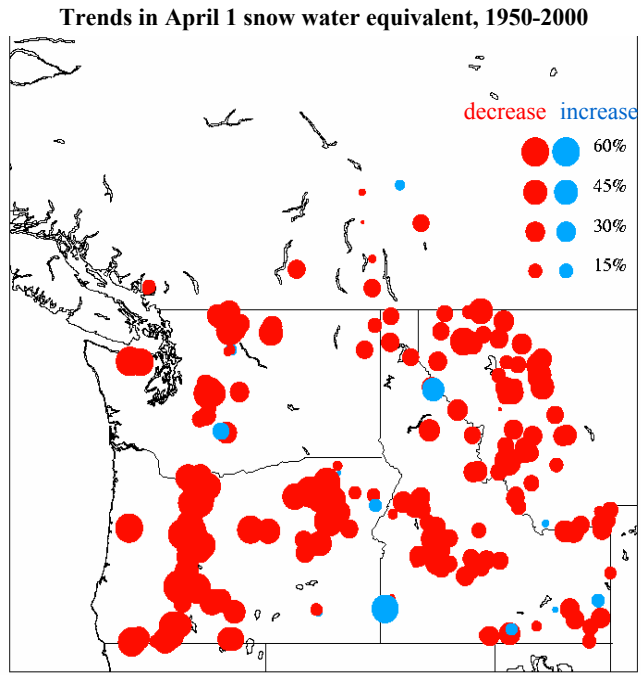 Trends in April 1 snow water equivalent, 1950-2000
decrease increase
60%
45%
30%
15%